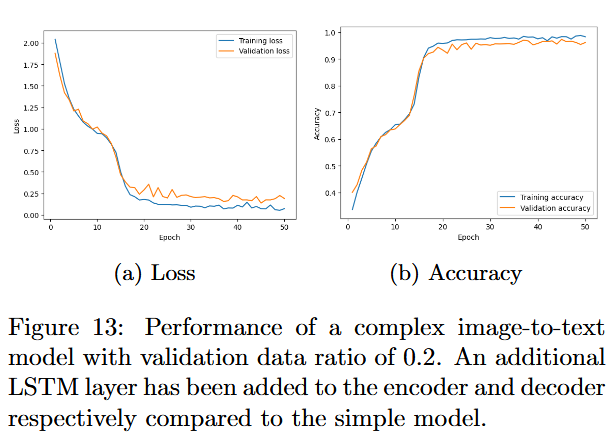 Training loss
Validation loss
2.00
1.75
1.50
1.25
1.00
0.75
0.50
0.25
0.00
Loss
0 10 20 30 40 50
Epoch
1.0
0.9
0.8
0.7
0.6
0.5
0.4
Accuracy
Training accuracy
Validation accuracy
0 10 20 30 40 50
Epoch
(a) Loss
(b) Accuracy
Figure 13: Performance of a complex image-to-text
model with validation data ratio of 0.2. An additional
LSTM layer has been added to the encoder and decoder
respectively compared to the simple model.